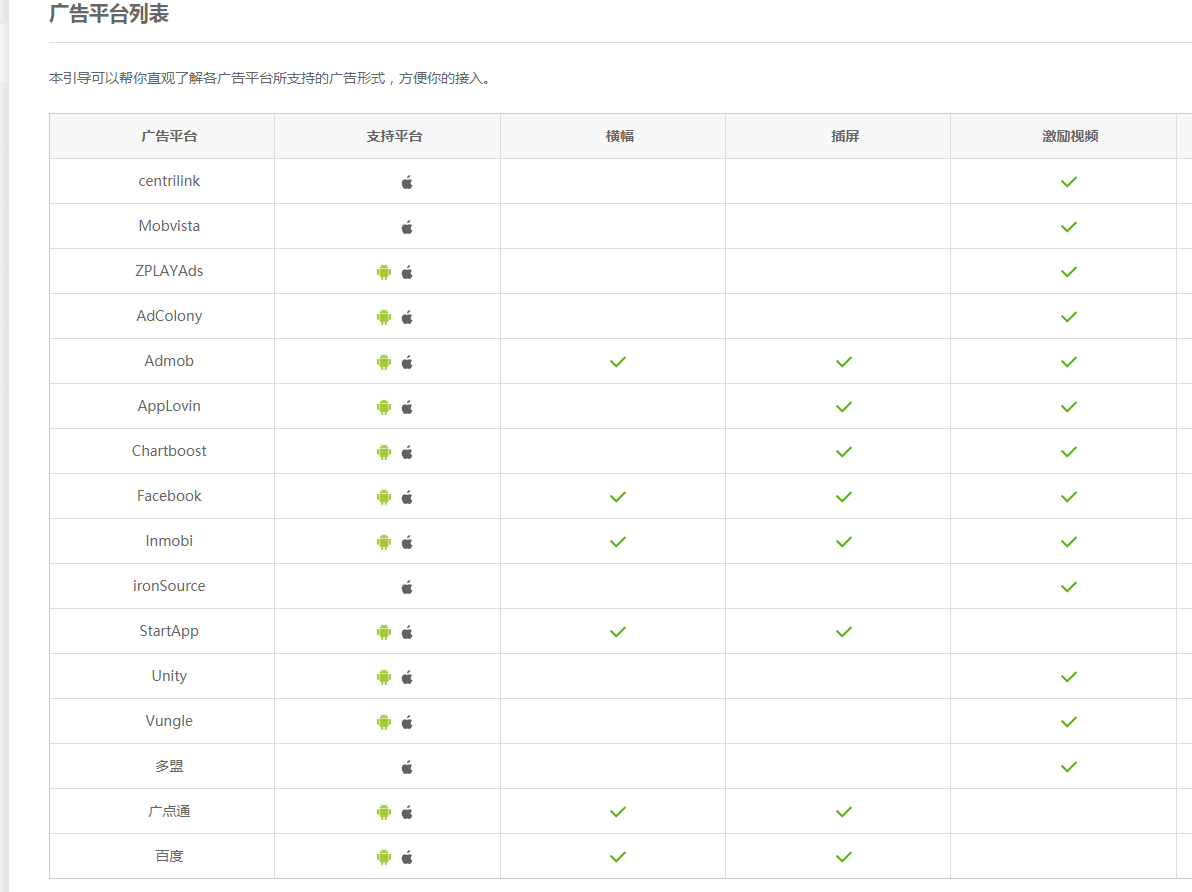 广告平台列表
本引导可以帮你直观了解各广告平台所支持的广告形式，方便你的接入。
广告平台 支持平台 横幅 插屏 激励视频
centrilink
Mobvista
ZPLAYAds
AdColony
Admob
AppLovin
Chartboost
Facebook
Inmobi
ironSource
StartApp
Unity
Vungle
多盟
广点通
百度